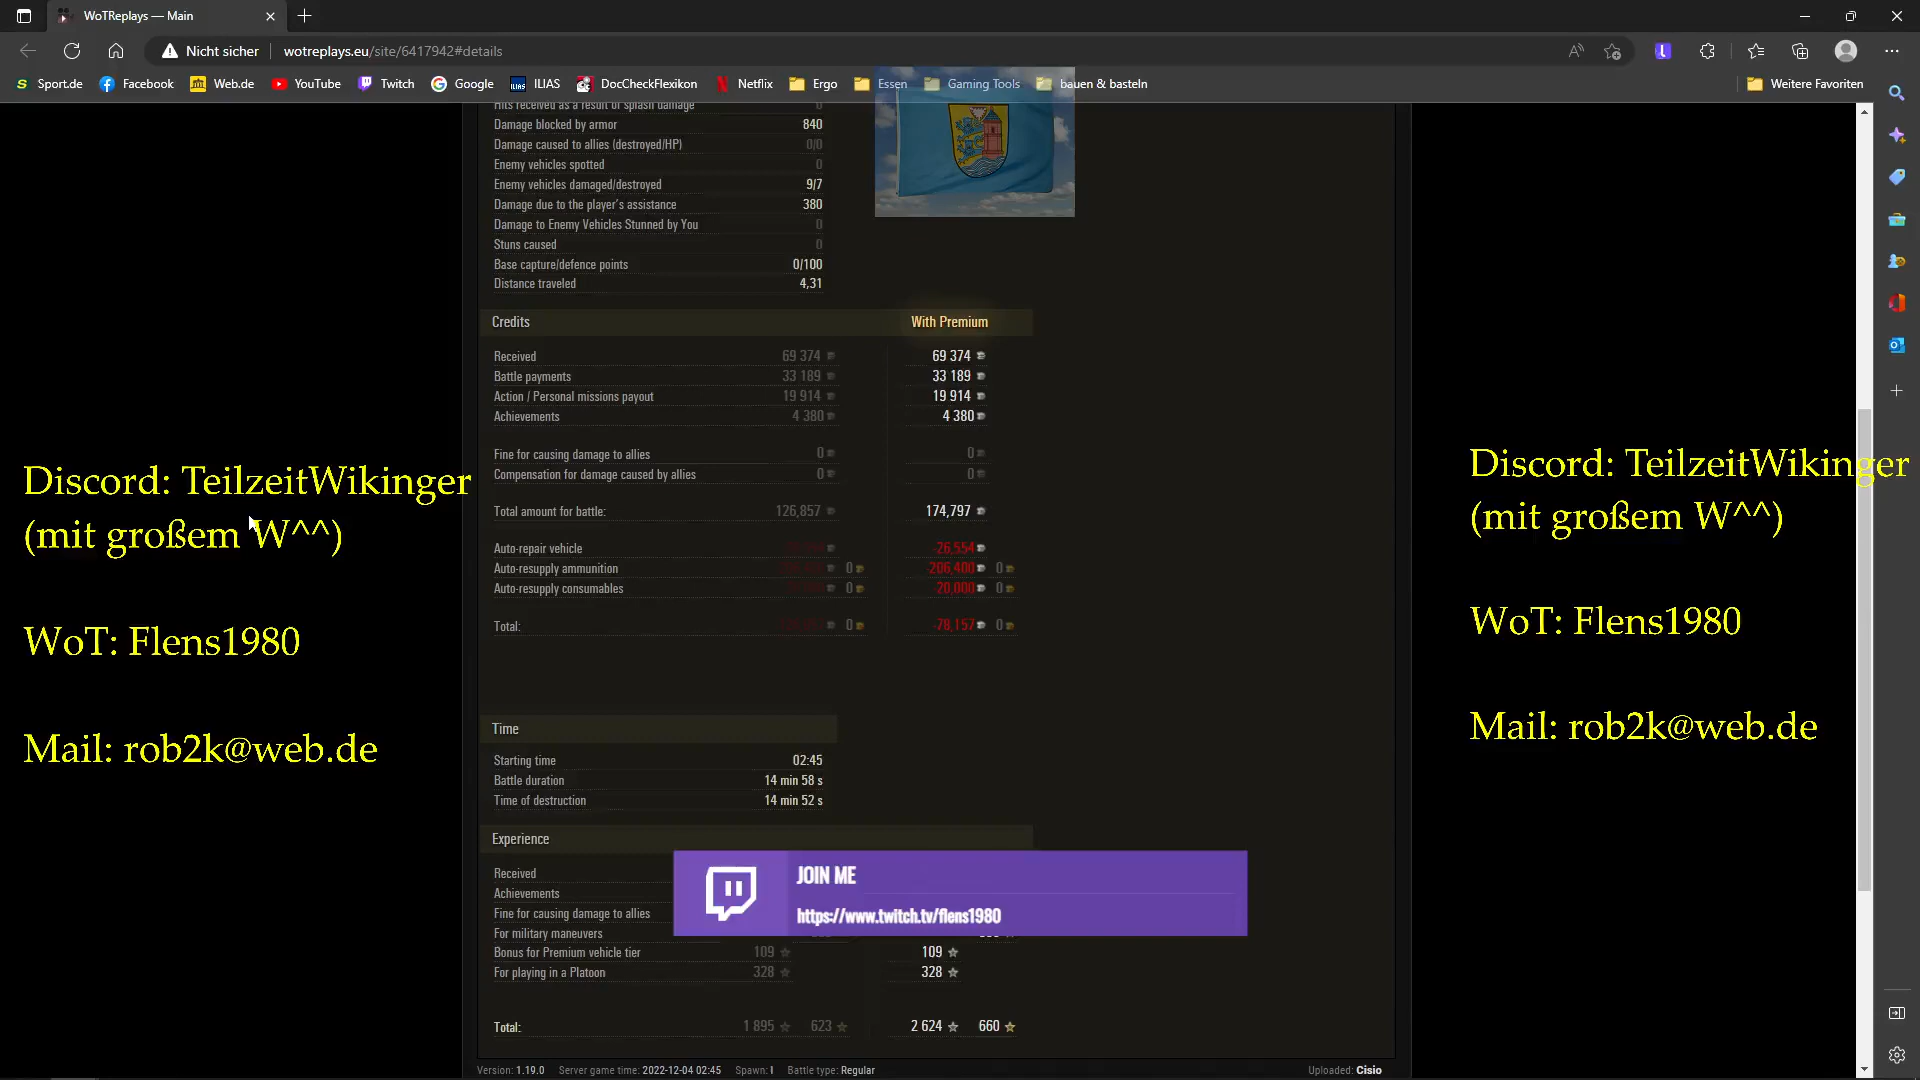 WoTReplays — Main
Nicht sicher
wotreplays.eu/site/6417942#details
Sport.de
Facebook
Web.de
YouTube
Twitch
Google
ILIAS
DocCheckFlexikon
Netflix
Ergo
Essen
Gaming Tools
bauen & basteln
Weitere Favoriten
Hits received as a result of splash damage 0
Damage blocked by armor 840
Damage caused to allies (destroyed/HP) 0/0
Enemy vehicles spotted 0
Enemy vehicles damaged/destroyed 9/7
Damage due to the player's assistance 380
Damage to Enemy Vehicles Stunned by You 0
Stuns caused 0
Base capture/defence points 0/100
Distance traveled 4,31
Credits With Premium
Received 69 374 69 374
Battle payments 33 189 33 189
Action / Personal missions payout 19 914 19 914
Achievements 4 380 4 380
Fine for causing damage to allies 0 0
Compensation for damage caused by allies 0 0
Total amount for battle: 126,857 174,797
Auto-repair vehicle -26,554
Auto-resupply ammunition 0 -206,400 0
Auto-resupply consumables 0 -20,000 0
Total: 0 -78,157 0
Time
Starting time 02:45
Battle duration 14 min 58 s
Time of destruction 14 min 52 s
Experience
Received
Achievements
Fine for causing damage to allies
For military maneuvers
Bonus for Premium vehicle tier 109 109
For playing in a Platoon 328 328
Total: 1 895 623 2 624 660
Version: 1.19.0 Server game time: 2022-12-04 02:45 Spawn: I Battle type: Regular Uploaded: Cisio
JOIN ME
https://www.twitch.tv/flens1980
Discord: TeilzeitWikinger
(mit großem W^^)
WoT: Flens1980
Mail: rob2k@web.de
Discord: TeilzeitWikinger
(mit großem W^^)
WoT: Flens1980
Mail: rob2k@web.de